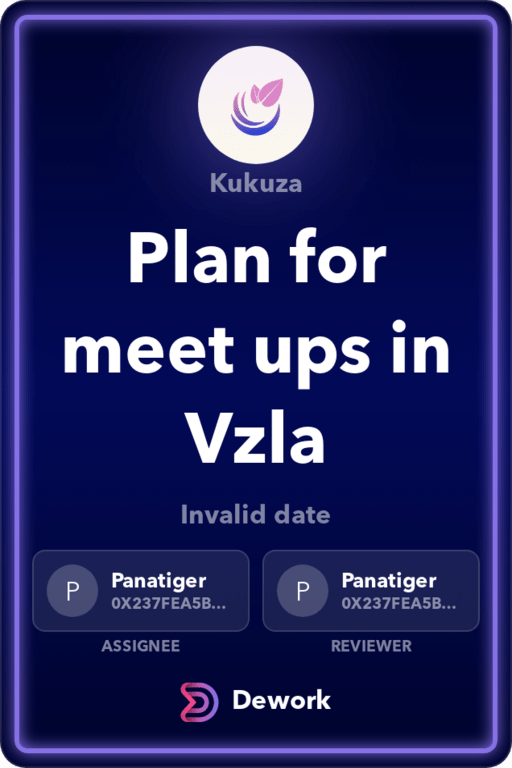 Kukuza
Plan for
meet ups in
Vzla
Invalid date
P
Panatiger
0X237FEA5B...
P
Panatiger
0X237FEA5B...
ASSIGNEE
REVIEWER
Dework